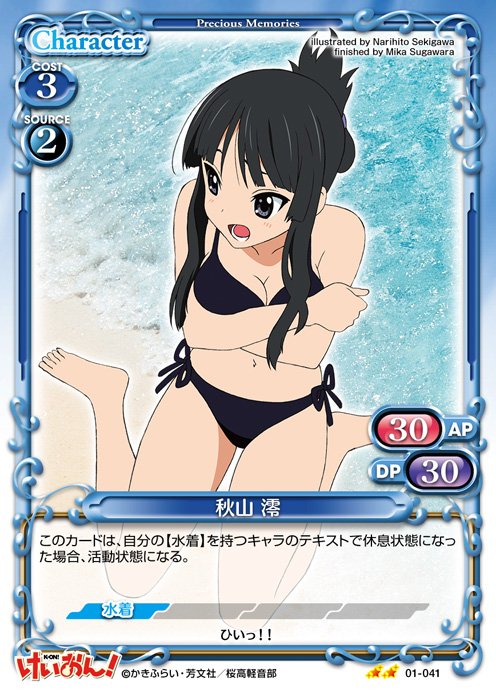 Precious Memories
Character
illustrated by Narihito Sekigawa
finished by Mika Sugawara
COST
3
SOURCE
2
30 AP
DP 30
秋山 澪
このカードは、自分の【水着】を持つキャラのテキストで休息状態になっ
た場合、活動状態になる。
水着
ひいっ!!
K-ON!
けいおん!
©かきふらい・芳文社/桜高軽音部
01-041